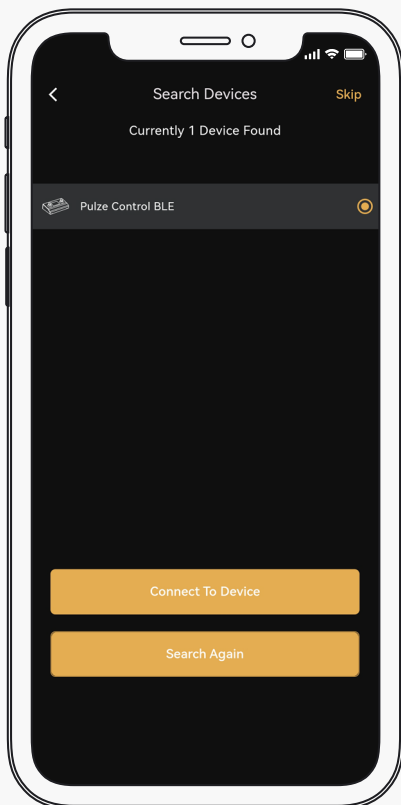 Search Devices
Skip
Currently 1 Device Found
Pulze Control BLE
Connect To Device
Search Again